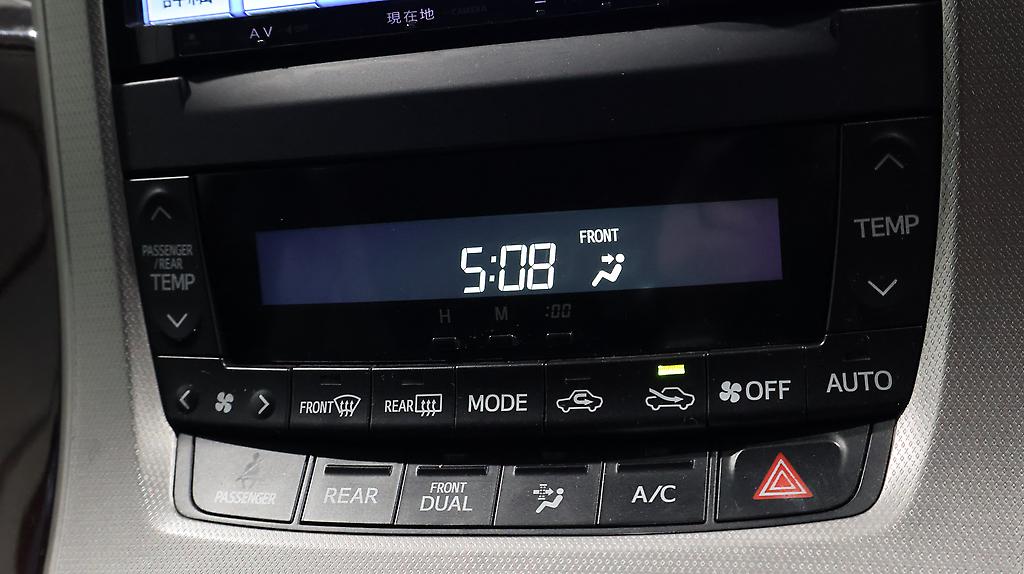 AV
現在地
PASSENGER
/REAR
TEMP
5:08
FRONT
TEMP
H M :00
FRONT
REAR
MODE
OFF
AUTO
PASSENGER
REAR
FRONT
DUAL
A/C